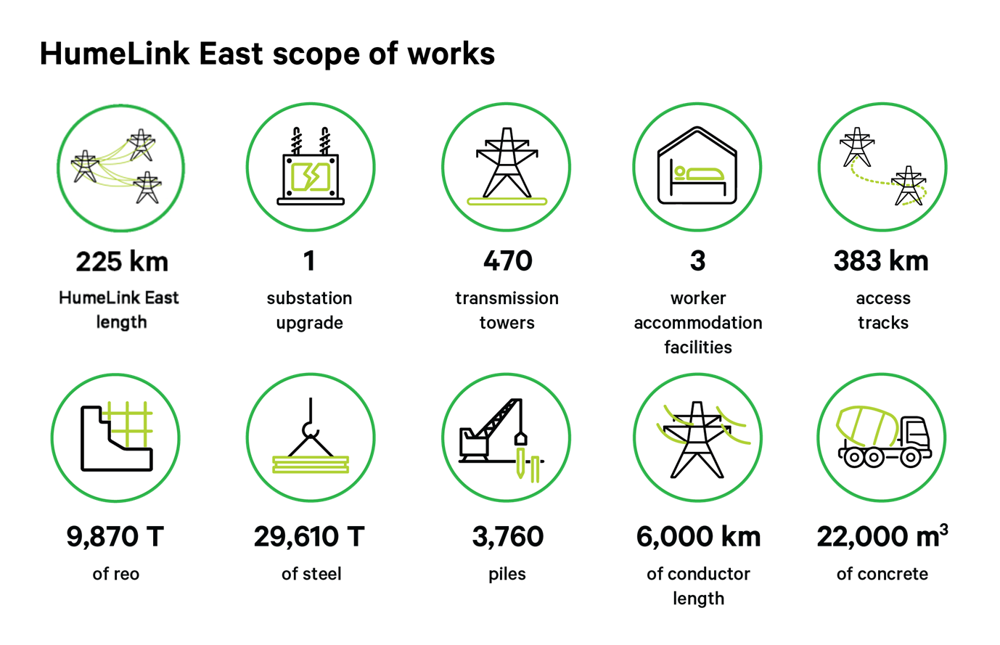 HumeLink East scope of works
225 km
HumeLink East
length
1
substation
upgrade
470
transmission
towers
3
worker
accommodation
facilities
383 km
access
tracks
9,870 T
of reo
29,610 T
of steel
3,760
piles
6,000 km
of conductor
length
22,000 m³
of concrete